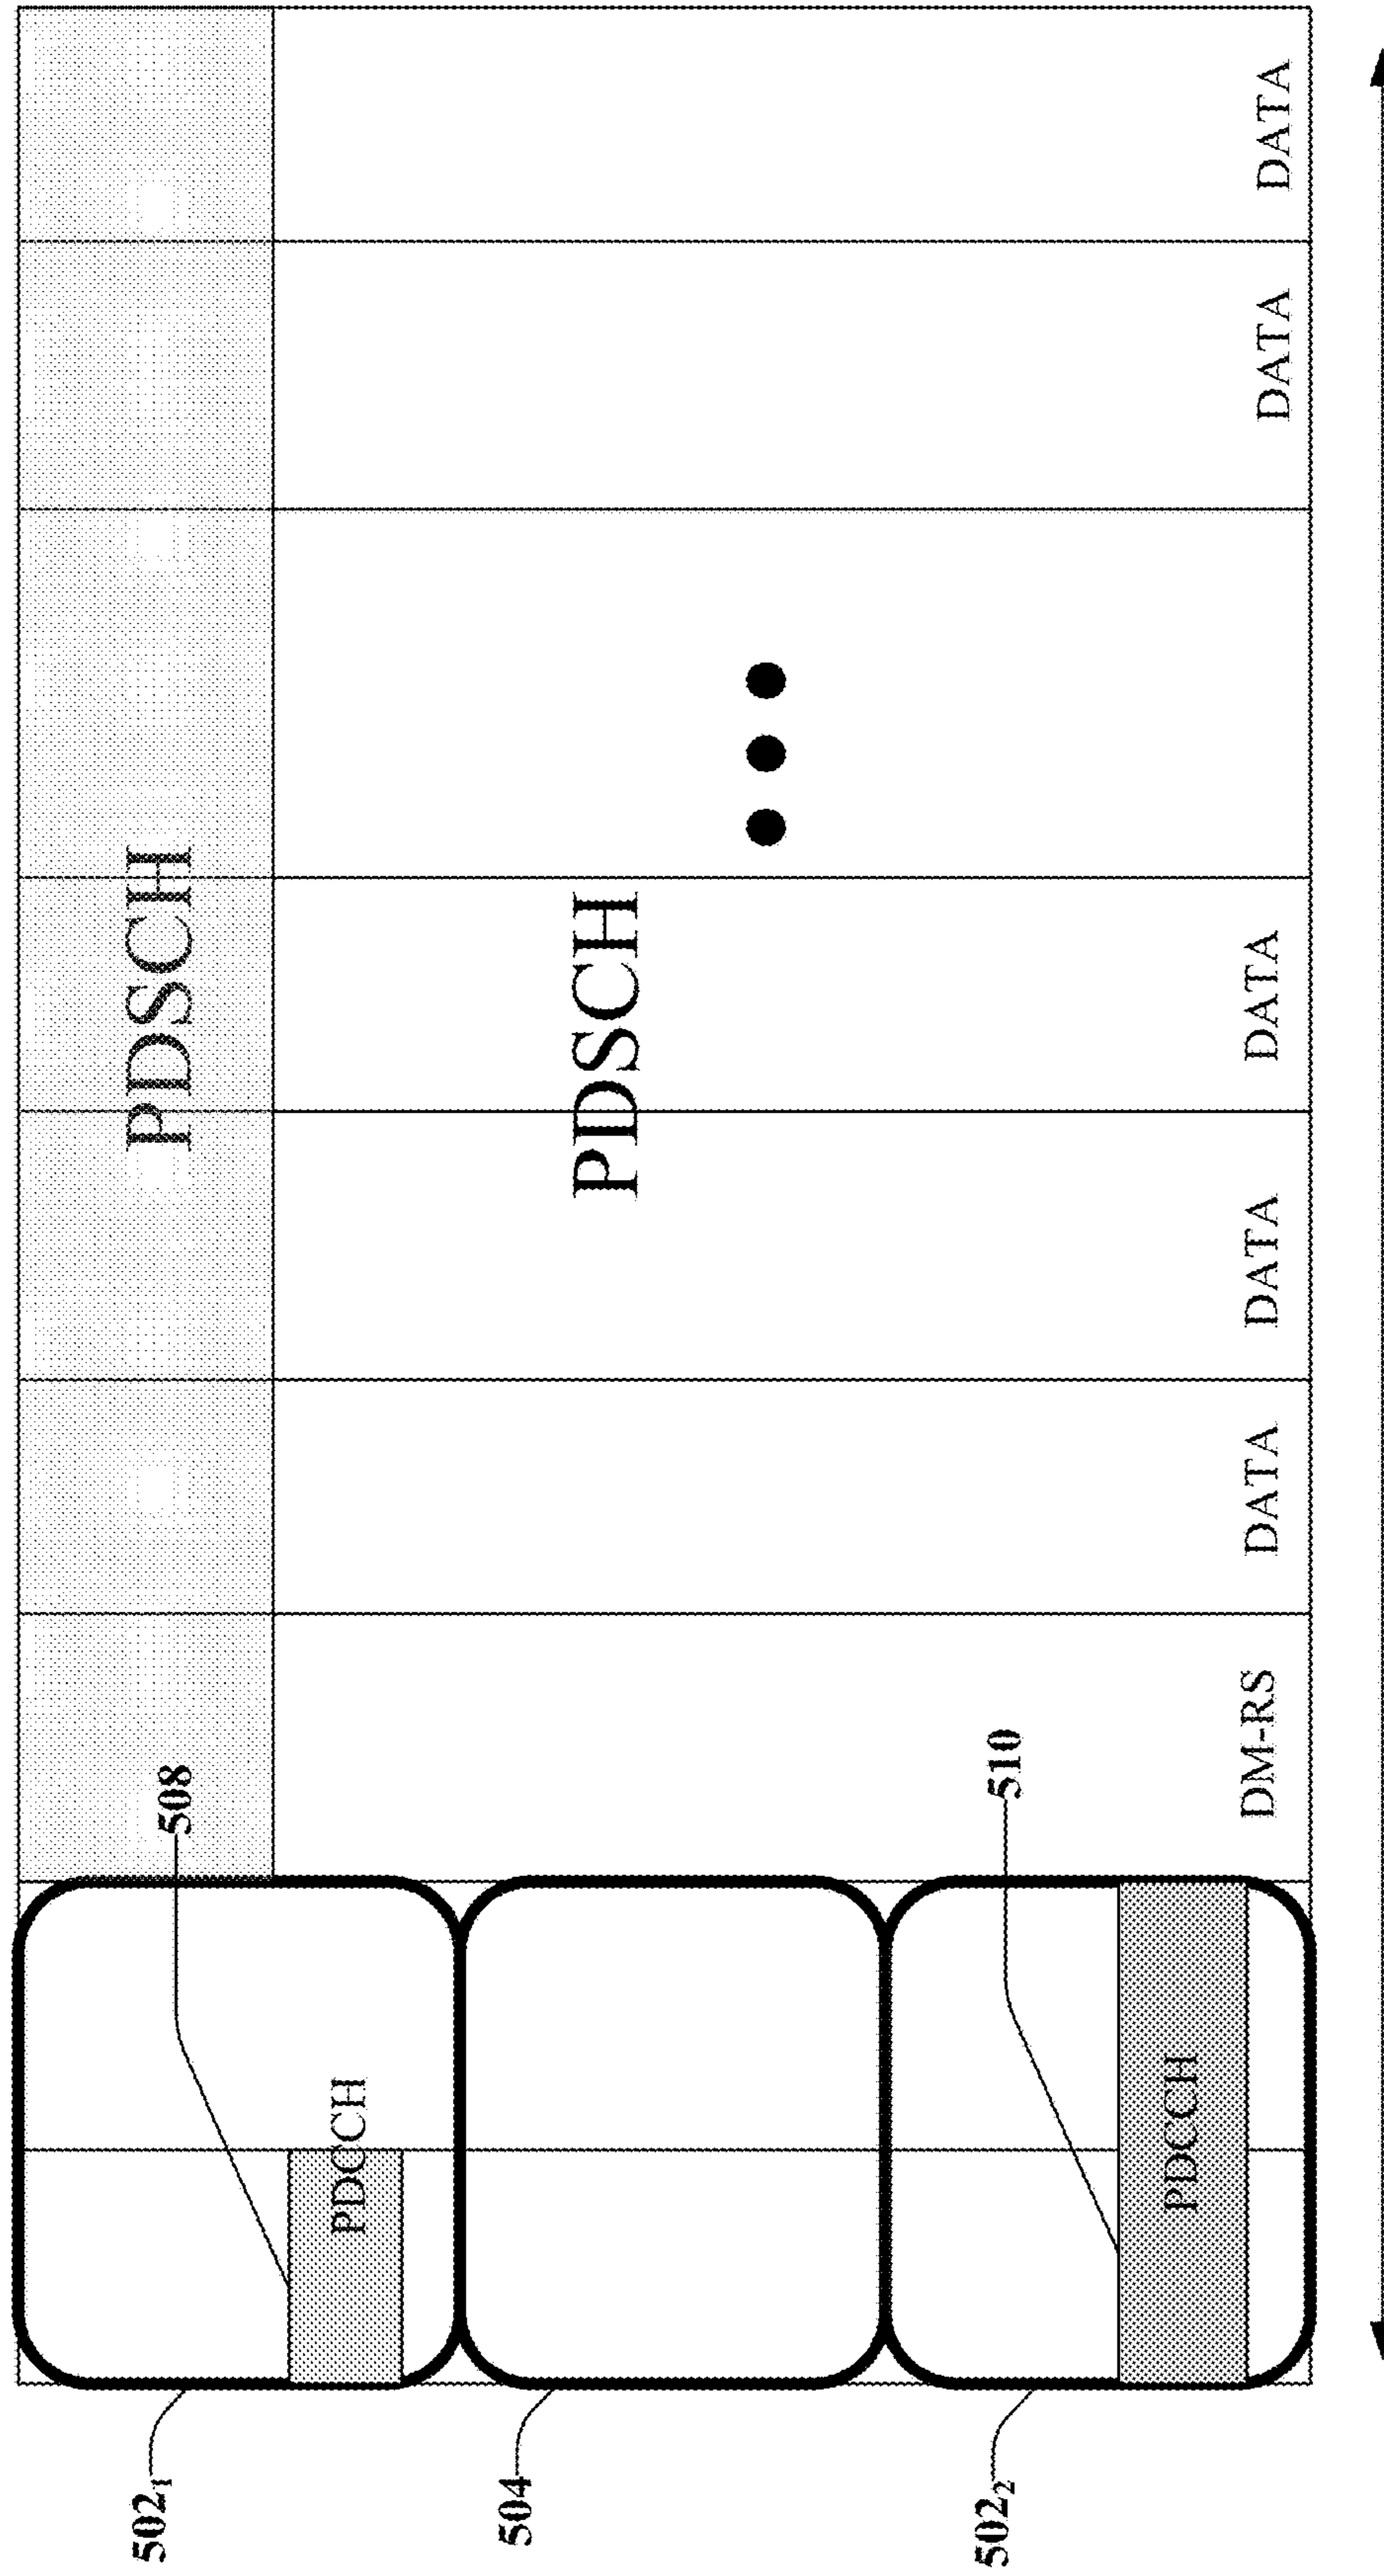 502₁
508
PDSCH
PDCCH
504
PDSCH
502₂
510
PDCCH
DM-RS
DATA
DATA
DATA
DATA
DATA